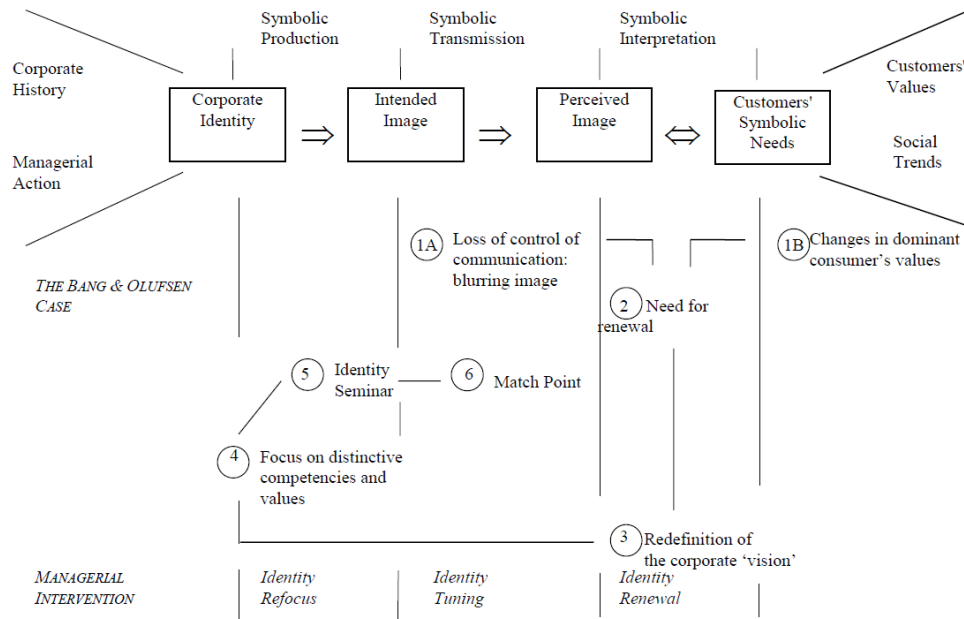 Symbolic
Production
Symbolic
Transmission
Symbolic
Interpretation
Corporate
History
Customers'
Values
Corporate
Identity
Intended
Image
Perceived
Image
Customers'
Symbolic
Needs
Managerial
Action
Social
Trends
1A
Loss of control of
communication:
blurring image
1B
Changes in dominant
consumer’s values
THE BANG & OLUFSEN
CASE
2
Need for
renewal
5
Identity
Seminar
6
Match Point
4
Focus on distinctive
competencies and
values
3
Redefinition of
the corporate ‘vision’
MANAGERIAL
INTERVENTION
Identity
Refocus
Identity
Tuning
Identity
Renewal